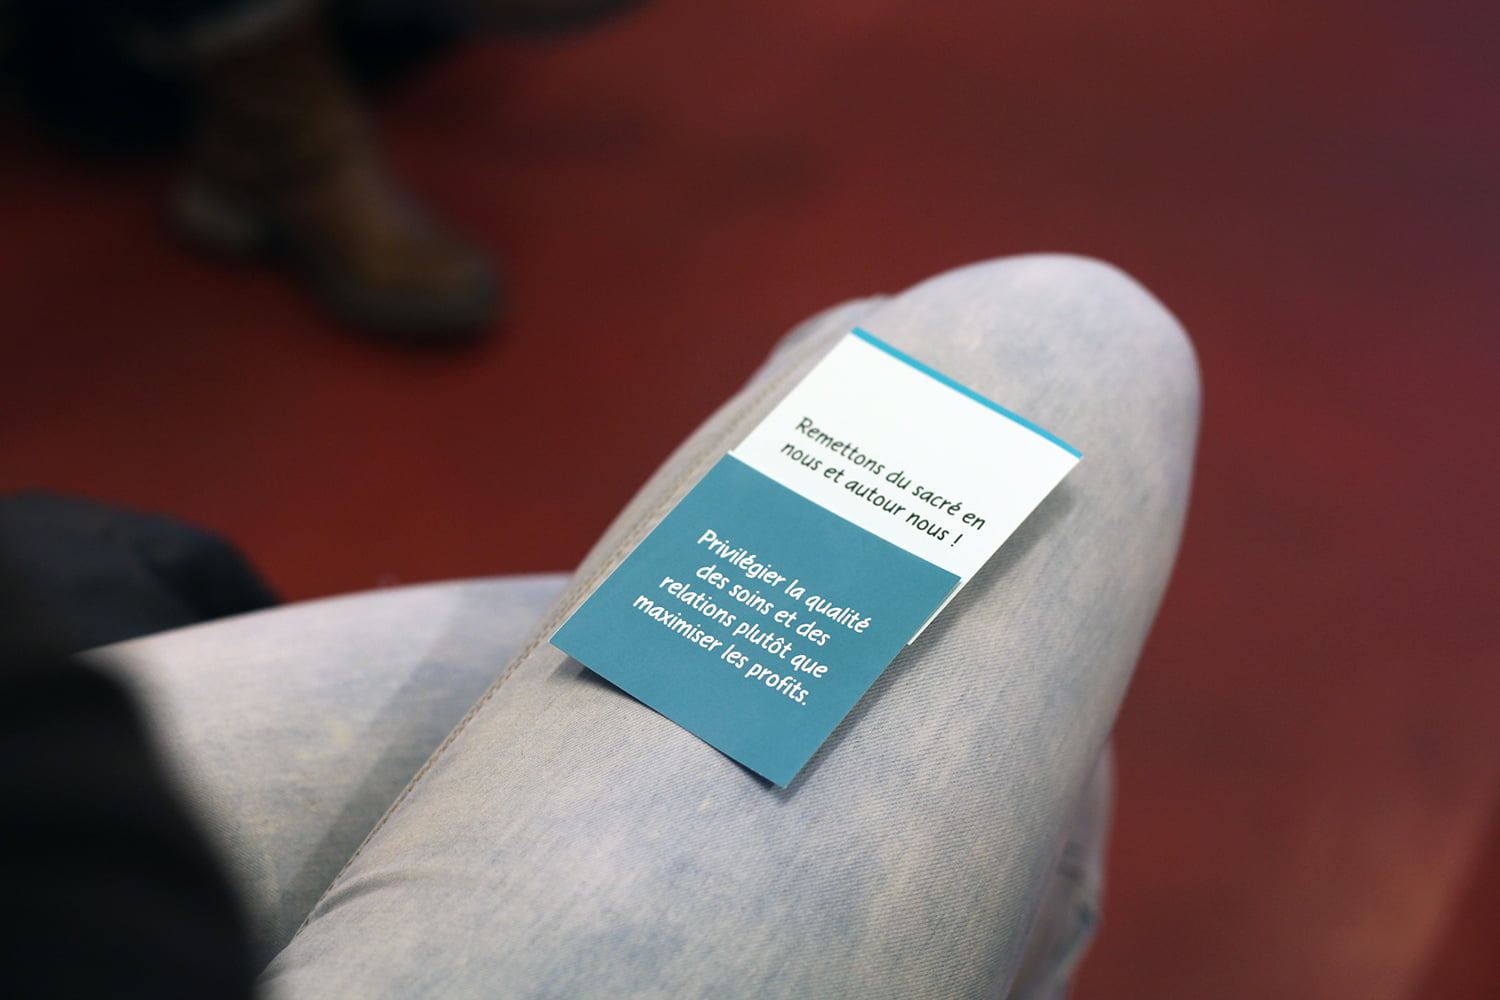 Remettons du sacré en
nous et autour nous !
Privilégier la qualité
des soins et des
relations plutôt que
maximiser les profits.